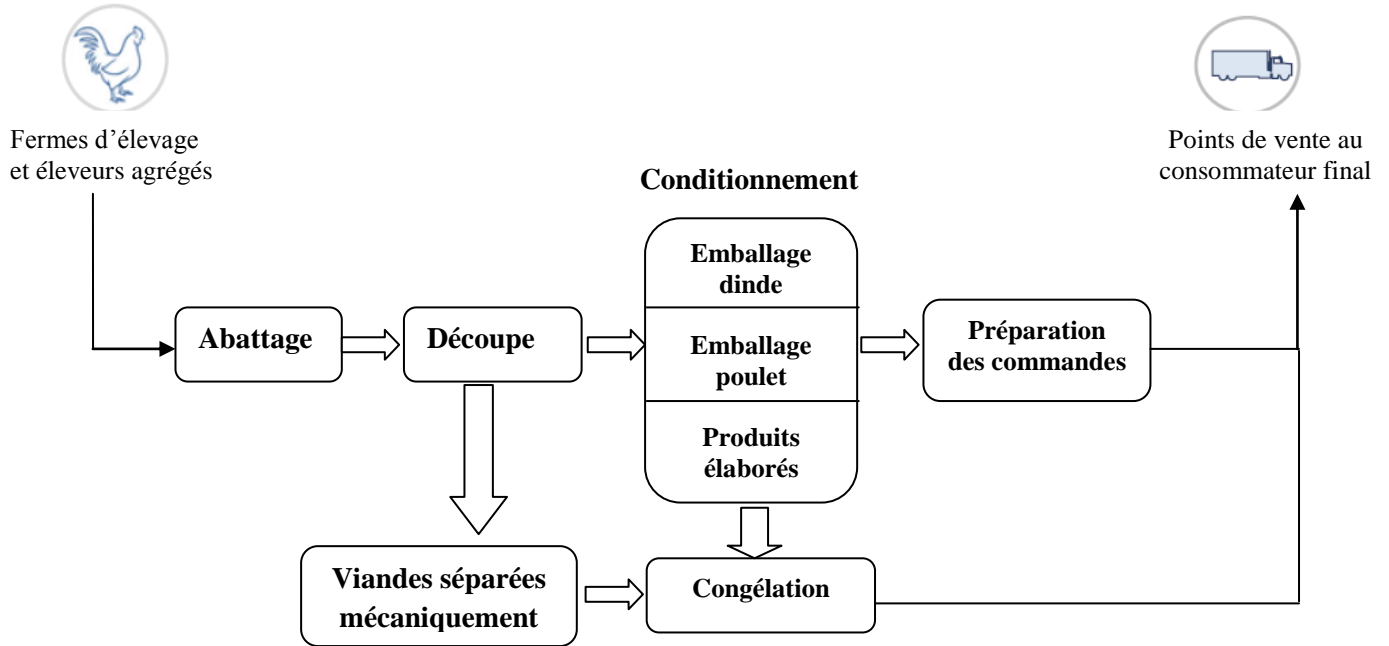 Fermes d’élevage
et éleveurs agrégés
Points de vente au
consommateur final
Conditionnement
Emballage
dinde
Abattage
Découpe
Emballage
poulet
Préparation
des commandes
Produits
élaborés
Viandes séparées
mécaniquement
Congélation